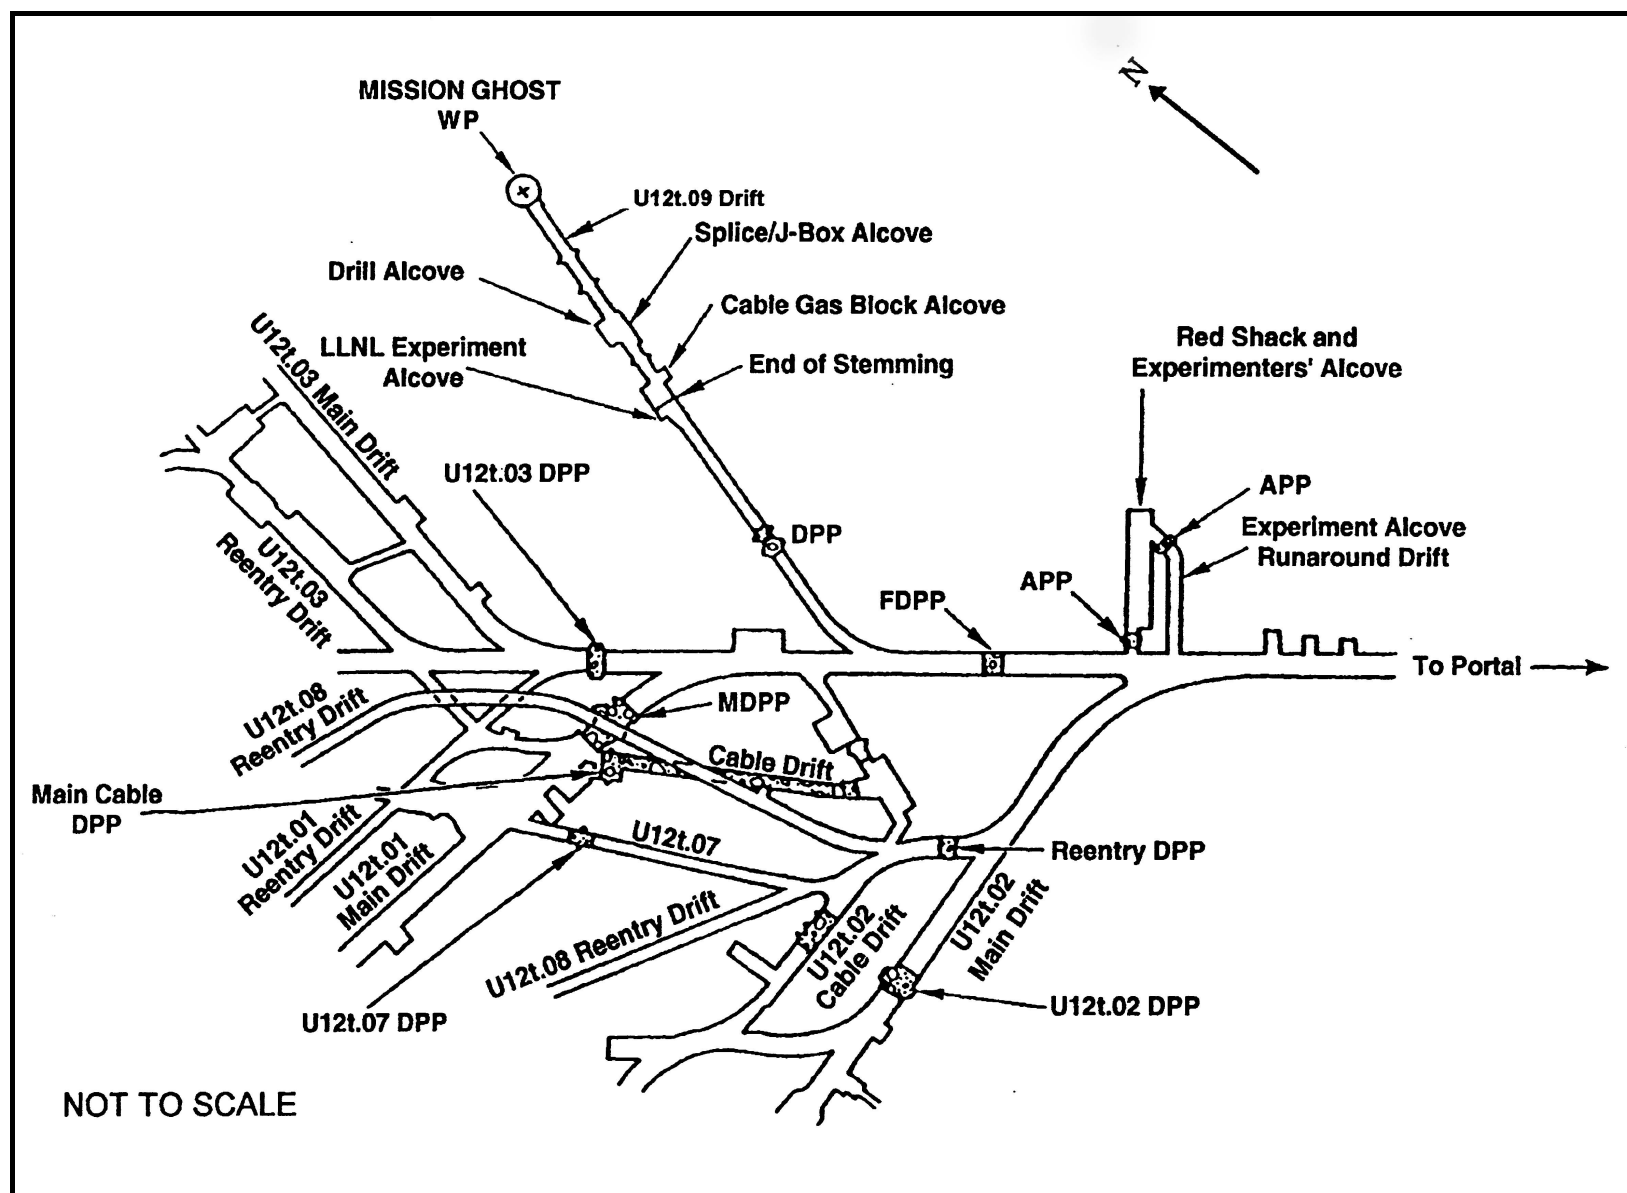 N
MISSION GHOST
WP
U12t.09 Drift
Splice/J-Box Alcove
Drill Alcove
Cable Gas Block Alcove
U12t.03 Main Drift
LLNL Experiment
Alcove
End of Stemming
Red Shack and
Experimenters' Alcove
U12t.03 DPP
APP
Experiment Alcove
Runaround Drift
DPP
U12t.03
Reentry Drift
APP
FDPP
To Portal
U12t.08
Reentry Drift
MDPP
Cable Drift
Main Cable
DPP
U12t.01
Reentry Drift
U12t.01
Main Drift
U12t.07
Reentry DPP
U12t.08 Reentry Drift
U12t.02
Cable Drift
U12t.02
Main Drift
U12t.02 DPP
U12t.07 DPP
NOT TO SCALE